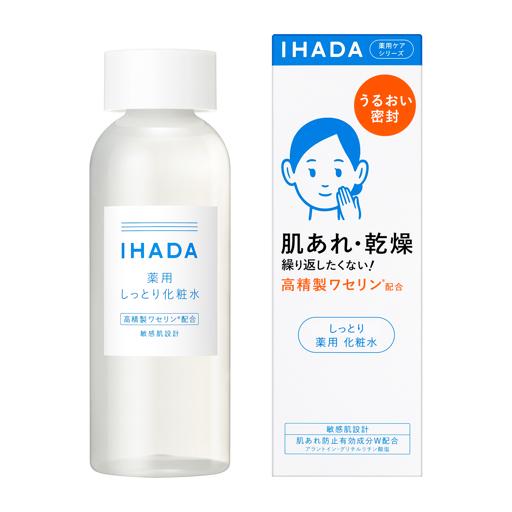 IHADA
薬用
しっとり化粧水
高精製ワセリン*配合
敏感肌設計
IHADA
薬用ケア
シリーズ
うるおい
密封
肌あれ・乾燥
繰り返したくない!
高精製ワセリン*配合
しっとり
薬用 化粧水
敏感肌設計
肌あれ防止有効成分W配合
アラントイン・グリチルリチン酸塩